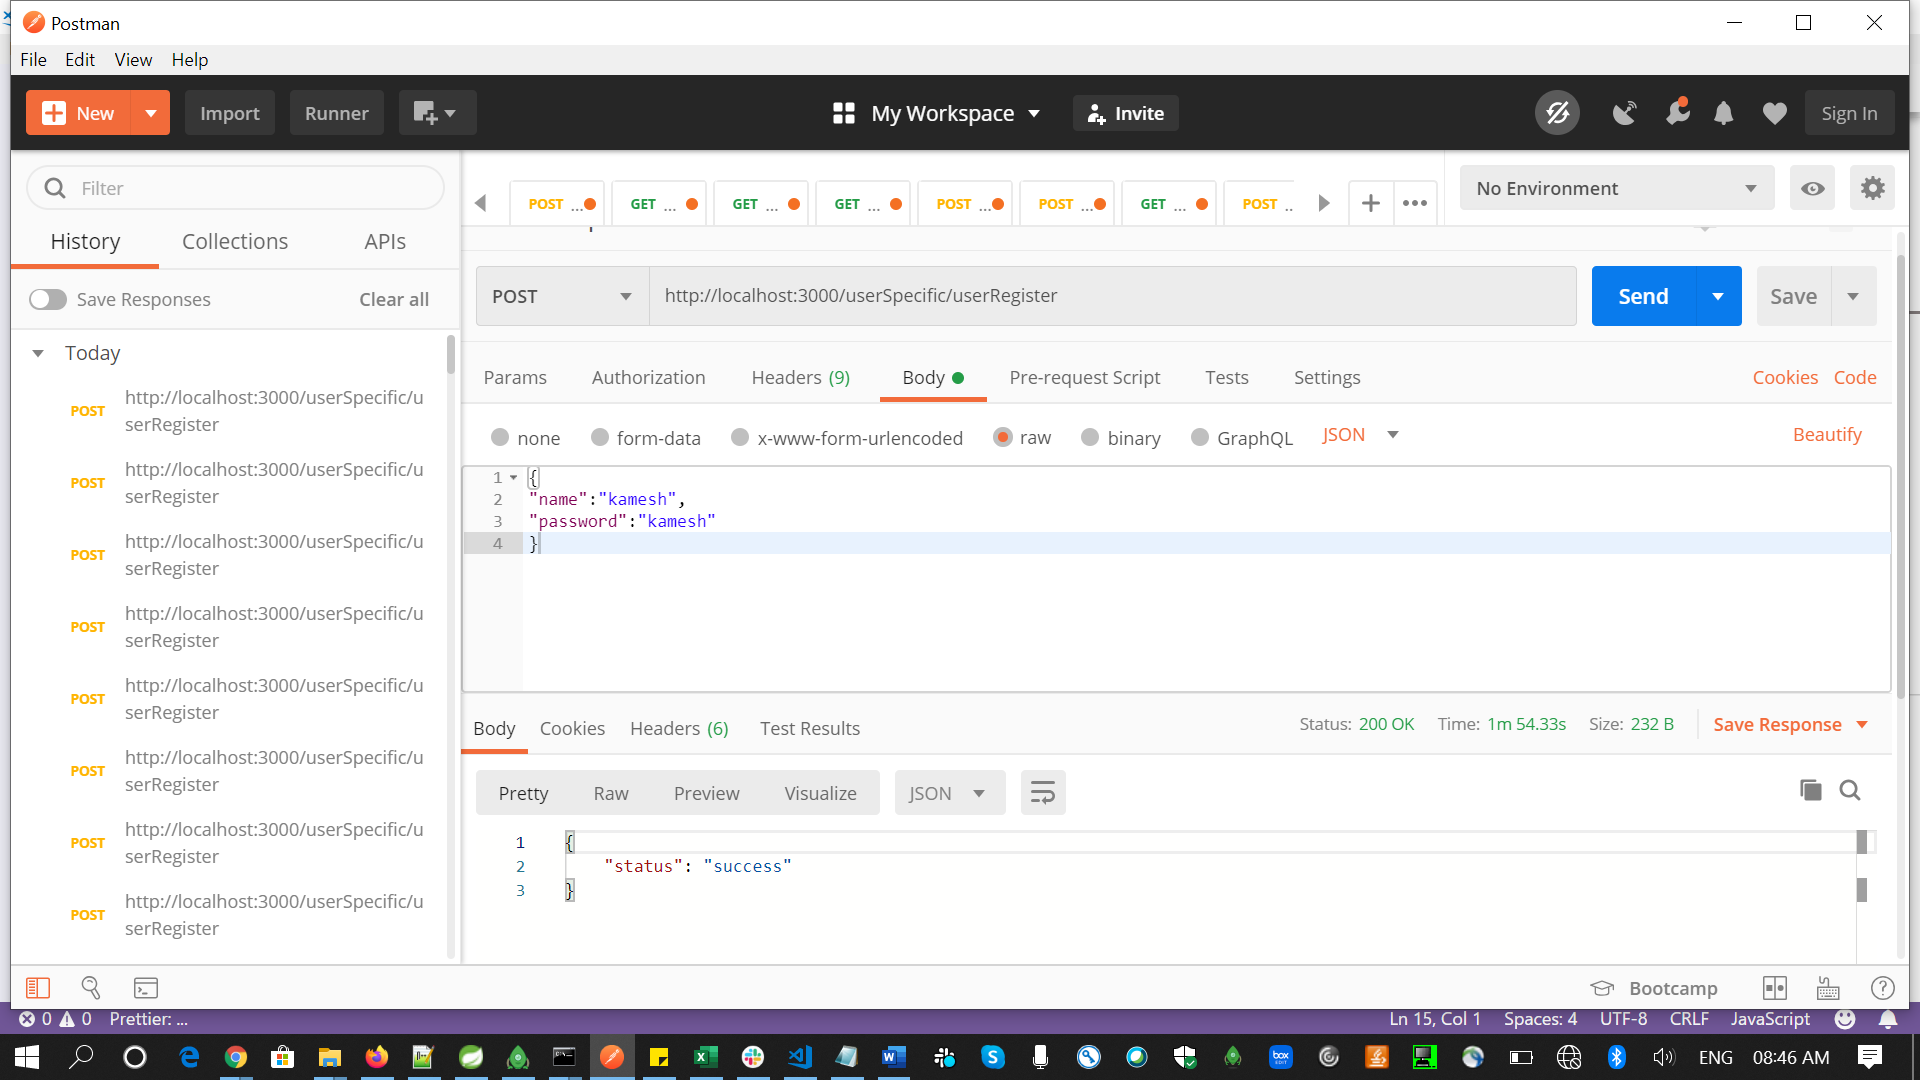 Postman
File Edit View Help
New Import Runner My Workspace Invite Sign In
Filter
POST ... GET ... GET ... GET ... POST ... POST ... GET ... POST .. + ••• No Environment
History Collections APIs
Save Responses Clear all
POST http://localhost:3000/userSpecific/userRegister Send Save
Today
Params Authorization Headers (9) Body Pre-request Script Tests Settings Cookies Code
none form-data x-www-form-urlencoded raw binary GraphQL JSON Beautify
1 {
2 "name":"kamesh",
3 "password":"kamesh"
4 }
POST http://localhost:3000/userSpecific/u
serRegister
POST http://localhost:3000/userSpecific/u
serRegister
POST http://localhost:3000/userSpecific/u
serRegister
POST http://localhost:3000/userSpecific/u
serRegister
POST http://localhost:3000/userSpecific/u
serRegister
POST http://localhost:3000/userSpecific/u
serRegister
POST http://localhost:3000/userSpecific/u
serRegister
POST http://localhost:3000/userSpecific/u
serRegister
Body Cookies Headers (6) Test Results Status: 200 OK Time: 1m 54.33s Size: 232 B Save Response
Pretty Raw Preview Visualize JSON
1 {
2 "status": "success"
3 }
Bootcamp
0 0 Prettier: ... Ln 15, Col 1 Spaces: 4 UTF-8 CRLF JavaScript
ENG 08:46 AM